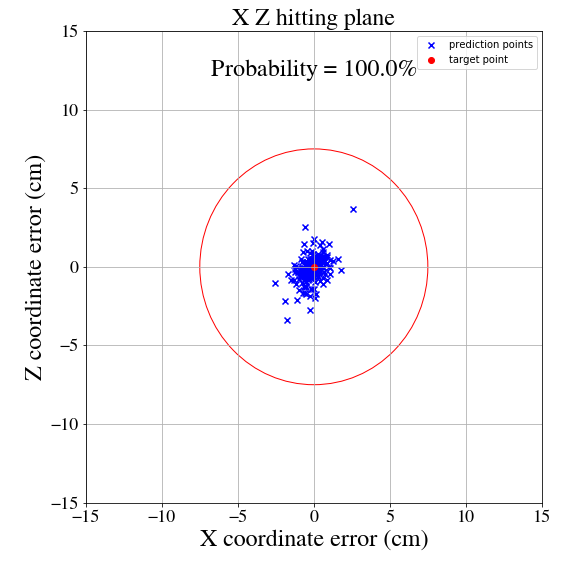 X Z hitting plane
prediction points
target point
Probability = 100.0%
Z coordinate error (cm)
15
10
5
0
−5
−10
−15
−15
−10
−5
0
5
10
15
X coordinate error (cm)